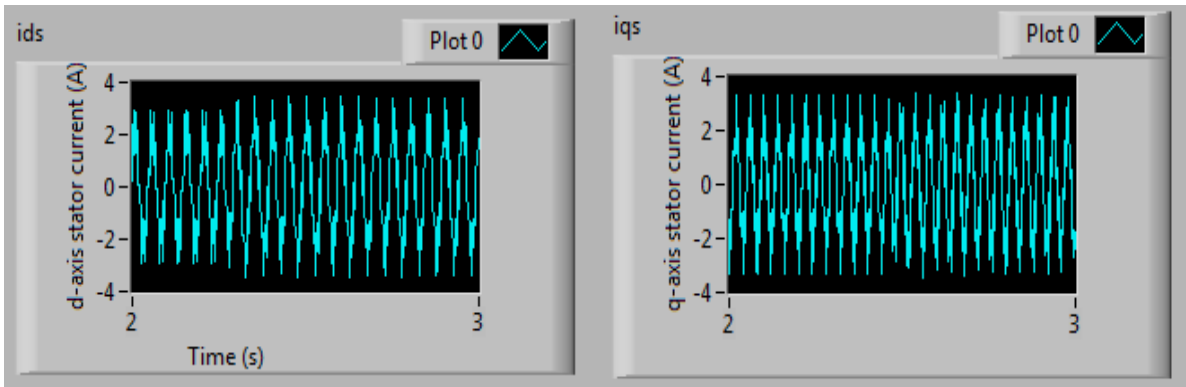 ids
Plot 0
d-axis stator current (A)
4
2
0
-2
-4
2
3
Time (s)
iqs
Plot 0
q-axis stator current (A)
4
2
0
-2
-4
2
3